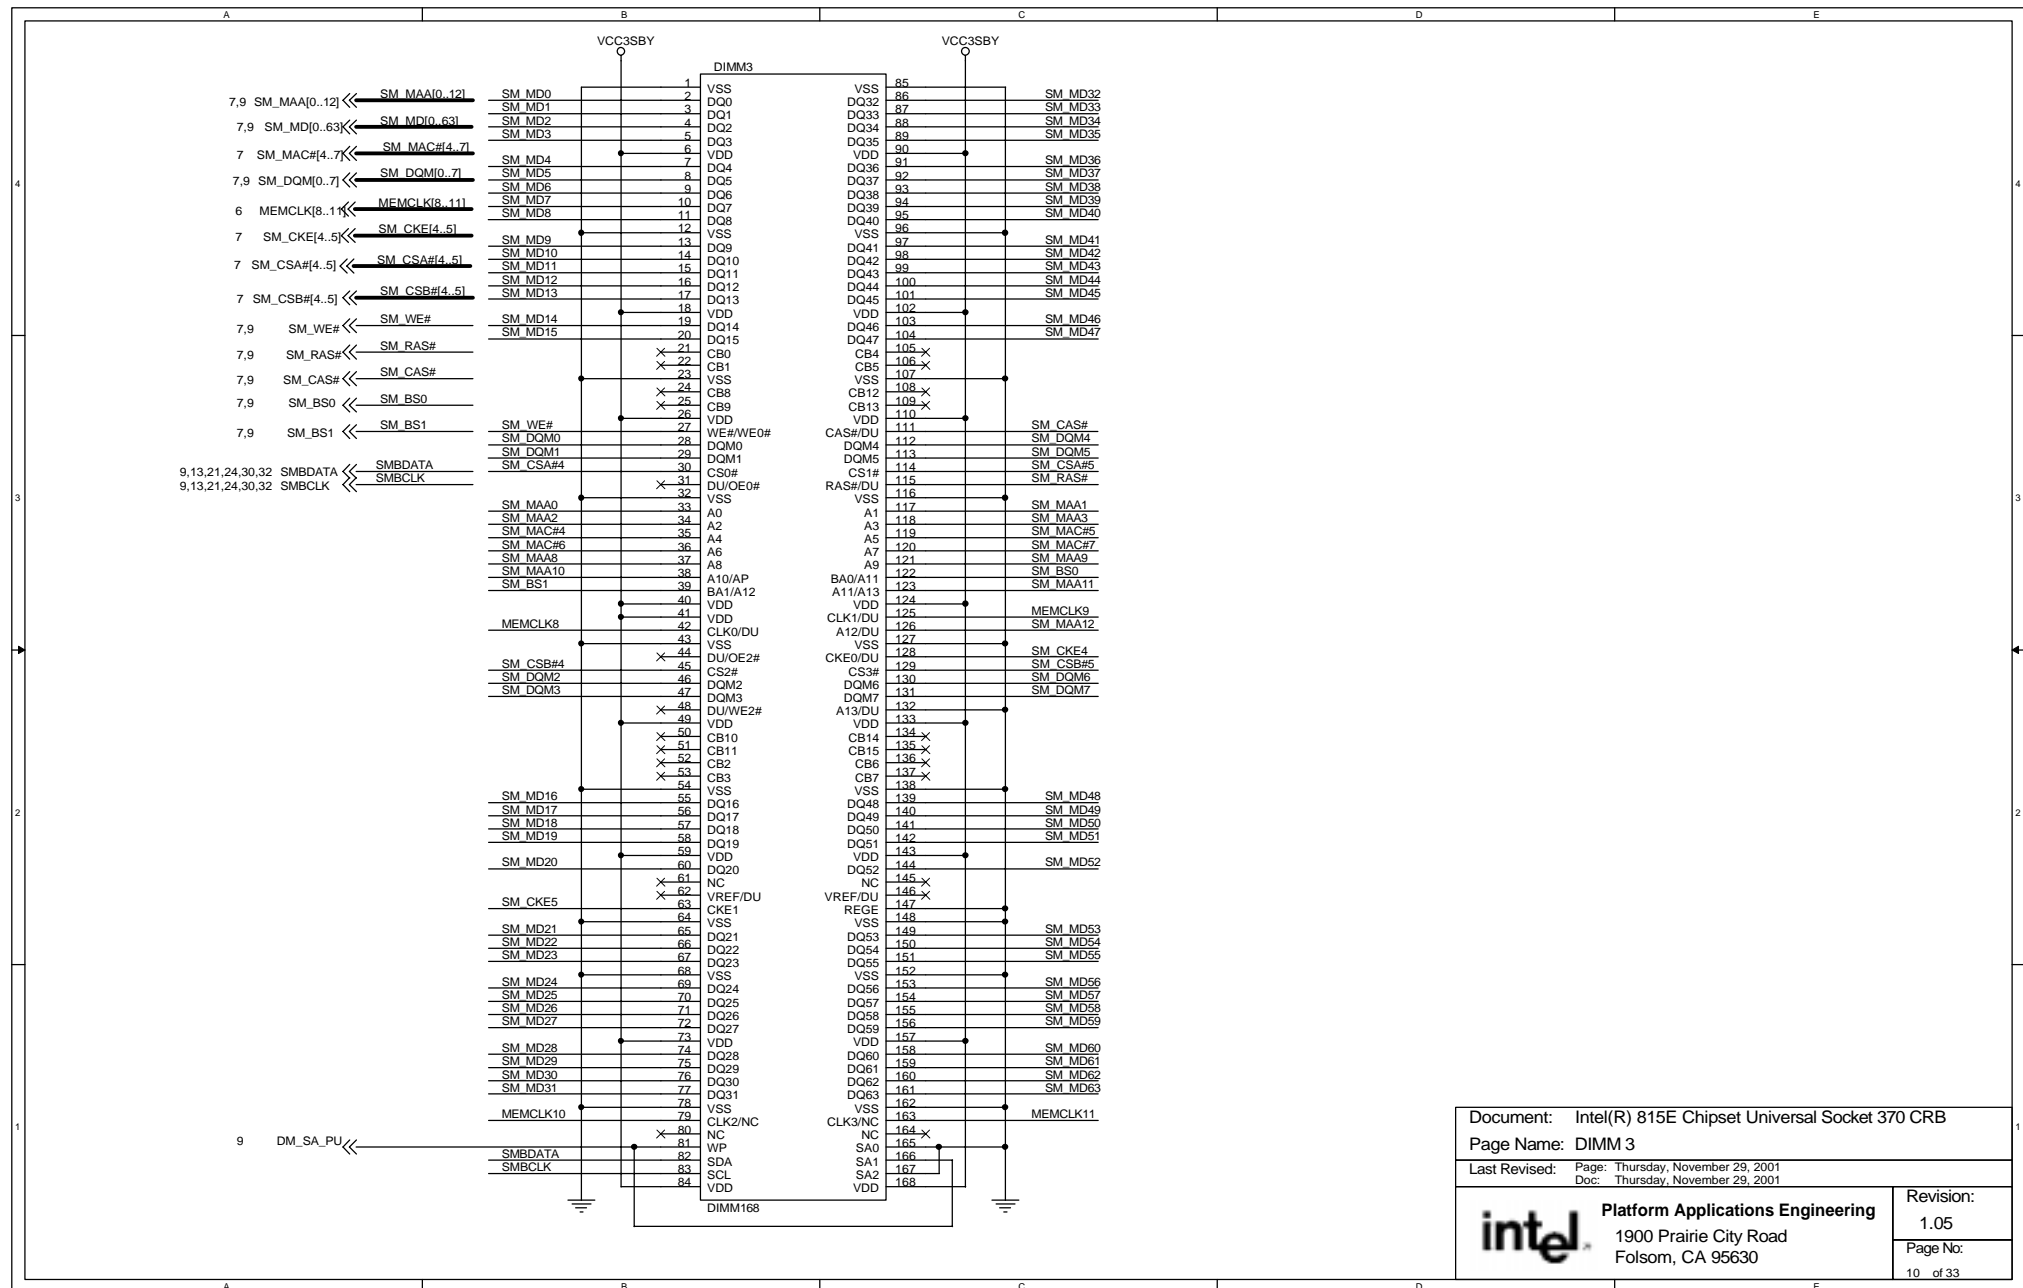 A B C D E
VCC3SBY VCC3SBY
DIMM3
7,9 SM_MAA[0..12] SM_MAA[0..12]
7,9 SM_MD[0..63] SM_MD[0..63]
7 SM_MAC#[4..7] SM_MAC#[4..7]
7,9 SM_DQM[0..7] SM_DQM[0..7]
6 MEMCLK[8..11] MEMCLK[8..11]
7 SM_CKE[4..5] SM_CKE[4..5]
7 SM_CSA#[4..5] SM_CSA#[4..5]
7 SM_CSB#[4..5] SM_CSB#[4..5]
7,9 SM_WE# SM_WE#
7,9 SM_RAS# SM_RAS#
7,9 SM_CAS# SM_CAS#
7,9 SM_BS0 SM_BS0
7,9 SM_BS1 SM_BS1
9,13,21,24,30,32 SMBDATA SMBDATA
9,13,21,24,30,32 SMBCLK SMBCLK
9 DM_SA_PU
1 VSS VSS 85
SM_MD0 2 DQ0 DQ32 86 SM_MD32
SM_MD1 3 DQ1 DQ33 87 SM_MD33
SM_MD2 4 DQ2 DQ34 88 SM_MD34
SM_MD3 5 DQ3 DQ35 89 SM_MD35
6 VDD VDD 90
SM_MD4 7 DQ4 DQ36 91 SM_MD36
SM_MD5 8 DQ5 DQ37 92 SM_MD37
SM_MD6 9 DQ6 DQ38 93 SM_MD38
SM_MD7 10 DQ7 DQ39 94 SM_MD39
SM_MD8 11 DQ8 DQ40 95 SM_MD40
12 VSS VSS 96
SM_MD9 13 DQ9 DQ41 97 SM_MD41
SM_MD10 14 DQ10 DQ42 98 SM_MD42
SM_MD11 15 DQ11 DQ43 99 SM_MD43
SM_MD12 16 DQ12 DQ44 100 SM_MD44
SM_MD13 17 DQ13 DQ45 101 SM_MD45
18 VDD VDD 102
SM_MD14 19 DQ14 DQ46 103 SM_MD46
SM_MD15 20 DQ15 DQ47 104 SM_MD47
21 CB0 CB4 105
22 CB1 CB5 106
23 VSS VSS 107
24 CB8 CB12 108
25 CB9 CB13 109
26 VDD VDD 110
SM_WE# 27 WE#/WE0# CAS#/DU 111 SM_CAS#
SM_DQM0 28 DQM0 DQM4 112 SM_DQM4
SM_DQM1 29 DQM1 DQM5 113 SM_DQM5
SM_CSA#4 30 CS0# CS1# 114 SM_CSA#5
31 DU/OE0# RAS#/DU 115 SM_RAS#
32 VSS VSS 116
SM_MAA0 33 A0 A1 117 SM_MAA1
SM_MAA2 34 A2 A3 118 SM_MAA3
SM_MAC#4 35 A4 A5 119 SM_MAC#5
SM_MAC#6 36 A6 A7 120 SM_MAC#7
SM_MAA8 37 A8 A9 121 SM_MAA9
SM_MAA10 38 A10/AP BA0/A11 122 SM_BS0
SM_BS1 39 BA1/A12 A11/A13 123 SM_MAA11
40 VDD VDD 124
41 VDD CLK1/DU 125 MEMCLK9
MEMCLK8 42 CLK0/DU A12/DU 126 SM_MAA12
43 VSS VSS 127
44 DU/OE2# CKE0/DU 128 SM_CKE4
SM_CSB#4 45 CS2# CS3# 129 SM_CSB#5
SM_DQM2 46 DQM2 DQM6 130 SM_DQM6
SM_DQM3 47 DQM3 DQM7 131 SM_DQM7
48 DU/WE2# A13/DU 132
49 VDD VDD 133
50 CB10 CB14 134
51 CB11 CB15 135
52 CB2 CB6 136
53 CB3 CB7 137
54 VSS VSS 138
SM_MD16 55 DQ16 DQ48 139 SM_MD48
SM_MD17 56 DQ17 DQ49 140 SM_MD49
SM_MD18 57 DQ18 DQ50 141 SM_MD50
SM_MD19 58 DQ19 DQ51 142 SM_MD51
59 VDD VDD 143
SM_MD20 60 DQ20 DQ52 144 SM_MD52
61 NC NC 145
62 VREF/DU VREF/DU 146
SM_CKE5 63 CKE1 REGE 147
64 VSS VSS 148
SM_MD21 65 DQ21 DQ53 149 SM_MD53
SM_MD22 66 DQ22 DQ54 150 SM_MD54
SM_MD23 67 DQ23 DQ55 151 SM_MD55
68 VSS VSS 152
SM_MD24 69 DQ24 DQ56 153 SM_MD56
SM_MD25 70 DQ25 DQ57 154 SM_MD57
SM_MD26 71 DQ26 DQ58 155 SM_MD58
SM_MD27 72 DQ27 DQ59 156 SM_MD59
73 VDD VDD 157
SM_MD28 74 DQ28 DQ60 158 SM_MD60
SM_MD29 75 DQ29 DQ61 159 SM_MD61
SM_MD30 76 DQ30 DQ62 160 SM_MD62
SM_MD31 77 DQ31 DQ63 161 SM_MD63
78 VSS VSS 162
MEMCLK10 79 CLK2/NC CLK3/NC 163 MEMCLK11
80 NC NC 164
81 WP SA0 165
SMBDATA 82 SDA SA1 166
SMBCLK 83 SCL SA2 167
84 VDD VDD 168
DIMM168
4 4
3 3
2 2
1 1
Document: Intel(R) 815E Chipset Universal Socket 370 CRB
Page Name: DIMM 3
Last Revised: Page: Thursday, November 29, 2001
Doc: Thursday, November 29, 2001
intel
Platform Applications Engineering
1900 Prairie City Road
Folsom, CA 95630
Revision:
1.05
Page No:
10 of 33
A B C D E